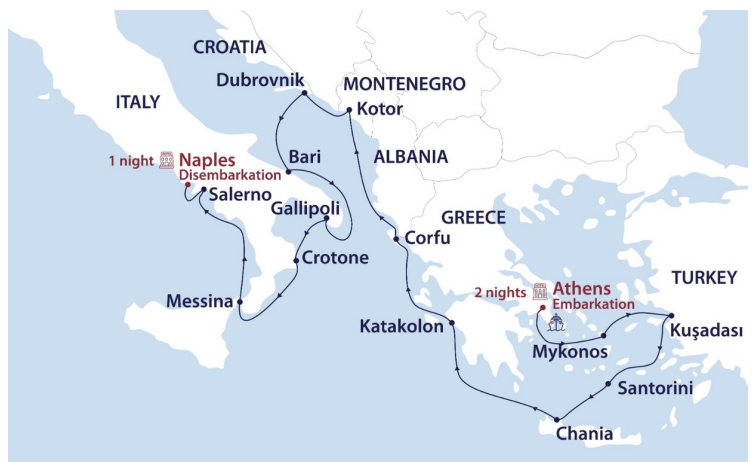 CROATIA
Dubrovnik
MONTENEGRO
Kotor
ITALY
1 night
Naples
Disembarkation
Bari
ALBANIA
Salerno
Gallipoli
GREECE
Corfu
Crotone
TURKEY
2 nights
Athens
Embarkation
Messina
Katakolon
Mykonos
Kuşadası
Santorini
Chania